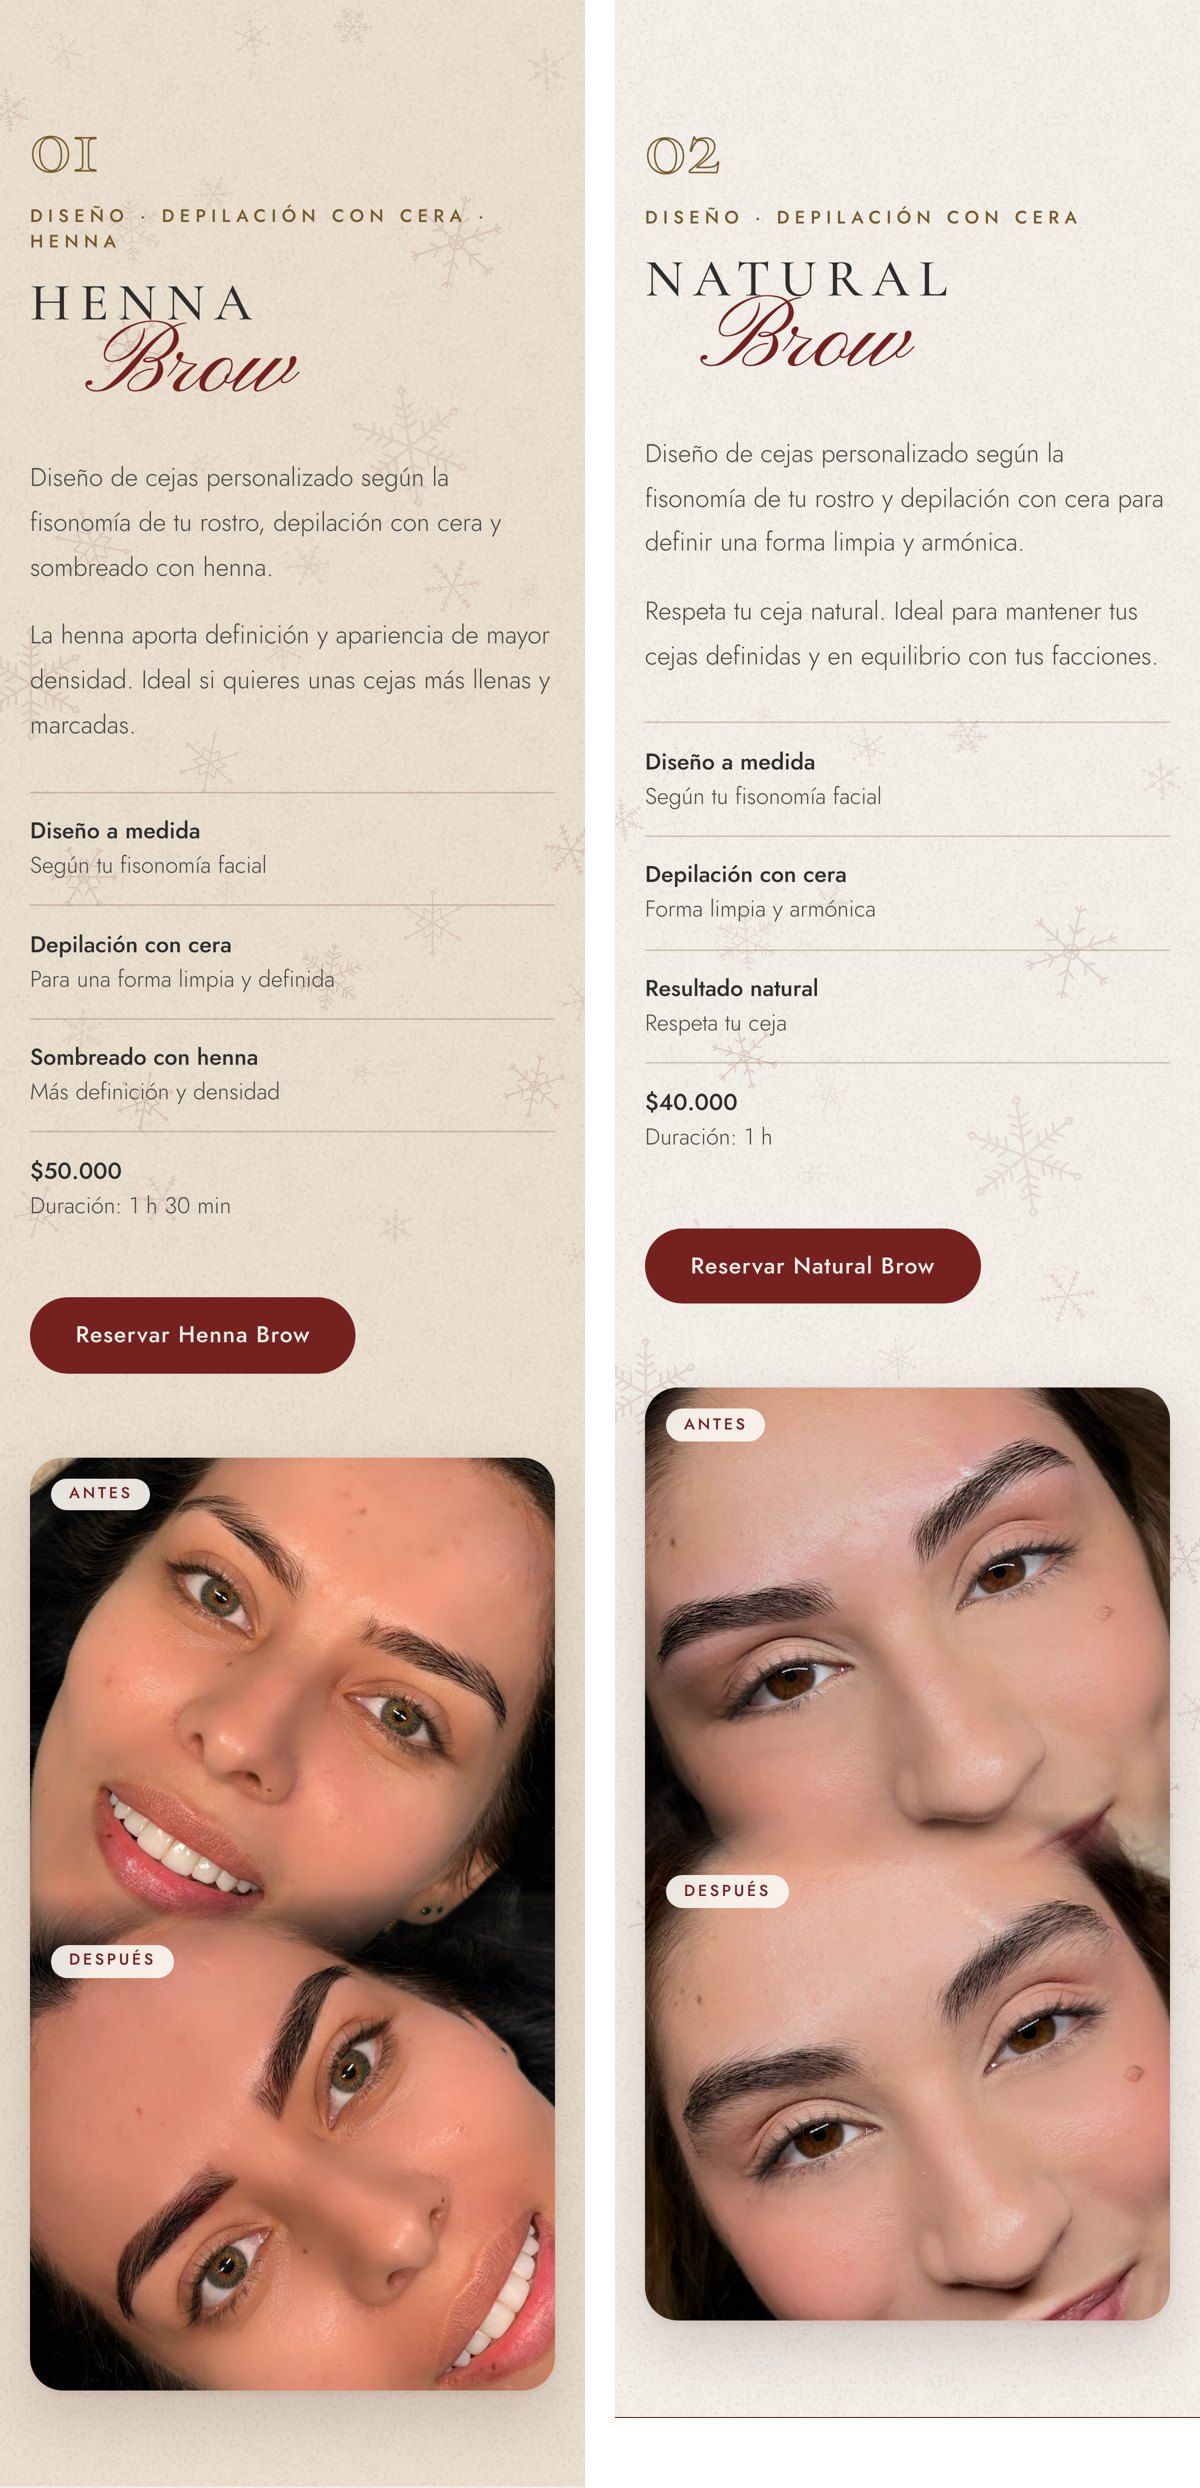 01
DISEÑO · DEPILACIÓN CON CERA ·
HENNA
HENNA
Brow
Diseño de cejas personalizado según la
fisonomía de tu rostro, depilación con cera y
sombreado con henna.
La henna aporta definición y apariencia de mayor
densidad. Ideal si quieres unas cejas más llenas y
marcadas.
Diseño a medida
Según tu fisonomía facial
Depilación con cera
Para una forma limpia y definida
Sombreado con henna
Más definición y densidad
$50.000
Duración: 1 h 30 min
Reservar Henna Brow
ANTES
DESPUÉS
02
DISEÑO · DEPILACIÓN CON CERA
NATURAL
Brow
Diseño de cejas personalizado según la
fisonomía de tu rostro y depilación con cera para
definir una forma limpia y armónica.
Respeta tu ceja natural. Ideal para mantener tus
cejas definidas y en equilibrio con tus facciones.
Diseño a medida
Según tu fisonomía facial
Depilación con cera
Forma limpia y armónica
Resultado natural
Respeta tu ceja
$40.000
Duración: 1 h
Reservar Natural Brow
ANTES
DESPUÉS